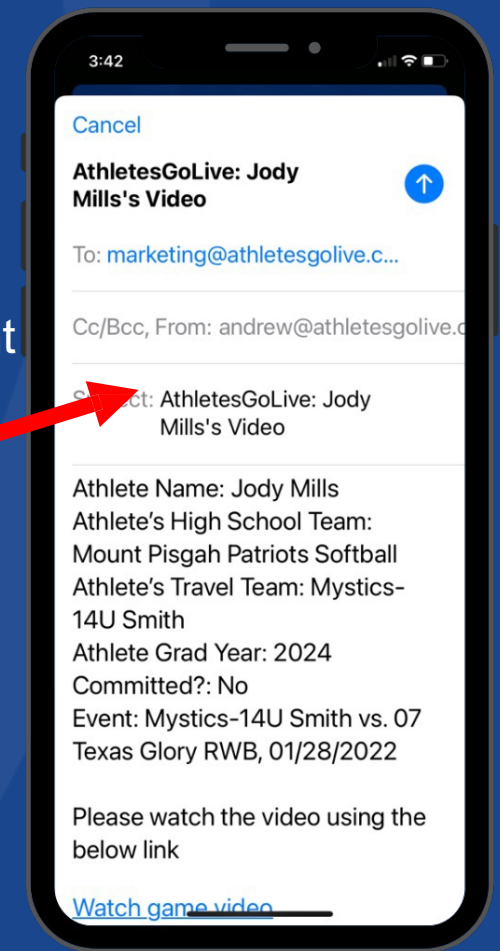 3:42
Cancel
AthletesGoLive: Jody
Mills's Video
To: marketing@athletesgolive.c...
Cc/Bcc, From: andrew@athletesgolive.c
t
AthletesGoLive: Jody
Mills's Video
Athlete Name: Jody Mills
Athlete’s High School Team:
Mount Pisgah Patriots Softball
Athlete’s Travel Team: Mystics-
14U Smith
Athlete Grad Year: 2024
Committed?: No
Event: Mystics-14U Smith vs. 07
Texas Glory RWB, 01/28/2022
Please watch the video using the
below link
Watch game video